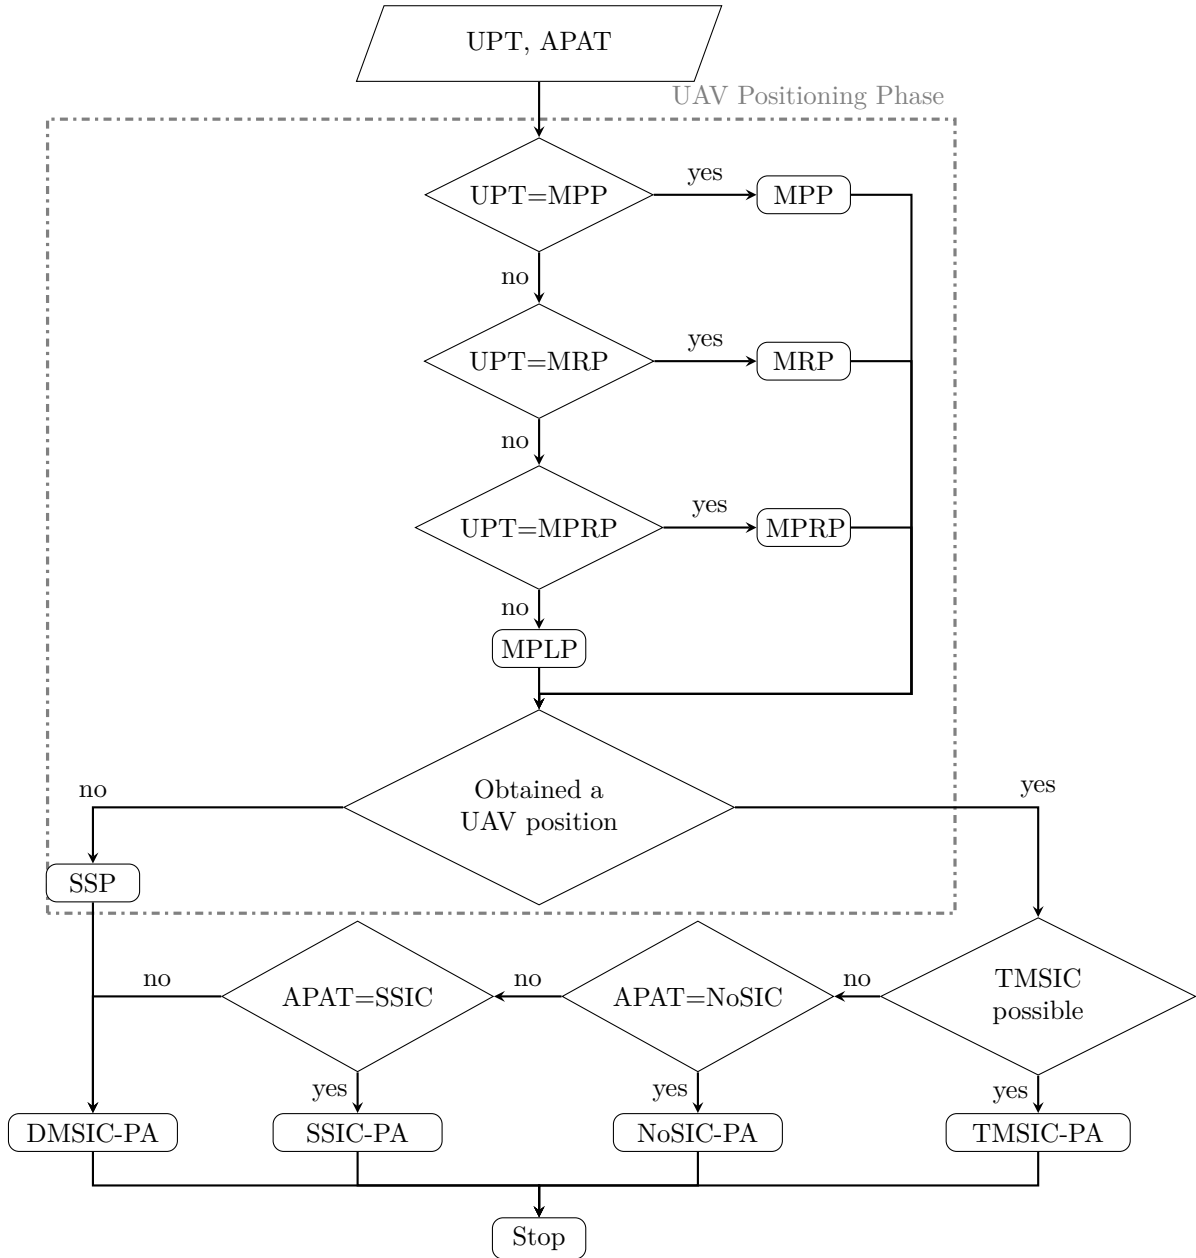 UPT, APAT
UAV Positioning Phase
UPT=MPP
yes
MPP
no
UPT=MRP
yes
MRP
no
UPT=MPRP
yes
MPRP
no
MPLP
no
Obtained a
UAV position
yes
SSP
no
APAT=SSIC
no
APAT=NoSIC
no
TMSIC
possible
yes
yes
yes
DMSIC-PA
SSIC-PA
NoSIC-PA
TMSIC-PA
Stop